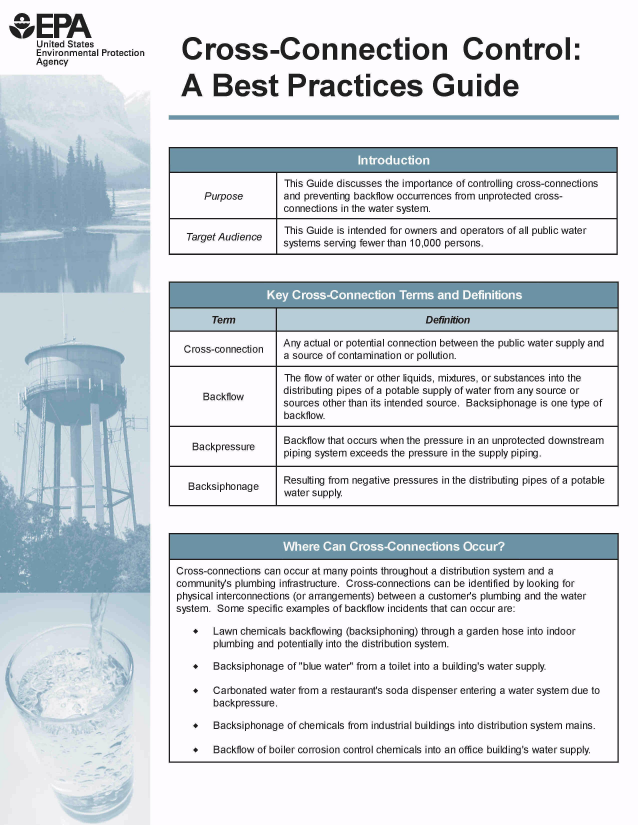 EPA
United States
Environmental Protection
Agency
Cross-Connection Control:
A Best Practices Guide
Introduction
Purpose
This Guide discusses the importance of controlling cross-connections
and preventing backflow occurrences from unprotected cross-
connections in the water system.
Target Audience
This Guide is intended for owners and operators of all public water
systems serving fewer than 10,000 persons.
Key Cross-Connection Terms and Definitions
Term
Definition
Cross-connection
Any actual or potential connection between the public water supply and
a source of contamination or pollution.
Backflow
The flow of water or other liquids, mixtures, or substances into the
distributing pipes of a potable supply of water from any source or
sources other than its intended source.  Backsiphonage is one type of
backflow.
Backpressure
Backflow that occurs when the pressure in an unprotected downstream
piping system exceeds the pressure in the supply piping.
Backsiphonage
Resulting from negative pressures in the distributing pipes of a potable
water supply.
Where Can Cross-Connections Occur?
Cross-connections can occur at many points throughout a distribution system and a
community's plumbing infrastructure.  Cross-connections can be identified by looking for
physical interconnections (or arrangements) between a customer's plumbing and the water
system.  Some specific examples of backflow incidents that can occur are:
◆ Lawn chemicals backflowing (backsiphoning) through a garden hose into indoor
plumbing and potentially into the distribution system.
◆ Backsiphonage of "blue water" from a toilet into a building's water supply.
◆ Carbonated water from a restaurant's soda dispenser entering a water system due to
backpressure.
◆ Backsiphonage of chemicals from industrial buildings into distribution system mains.
◆ Backflow of boiler corrosion control chemicals into an office building's water supply.